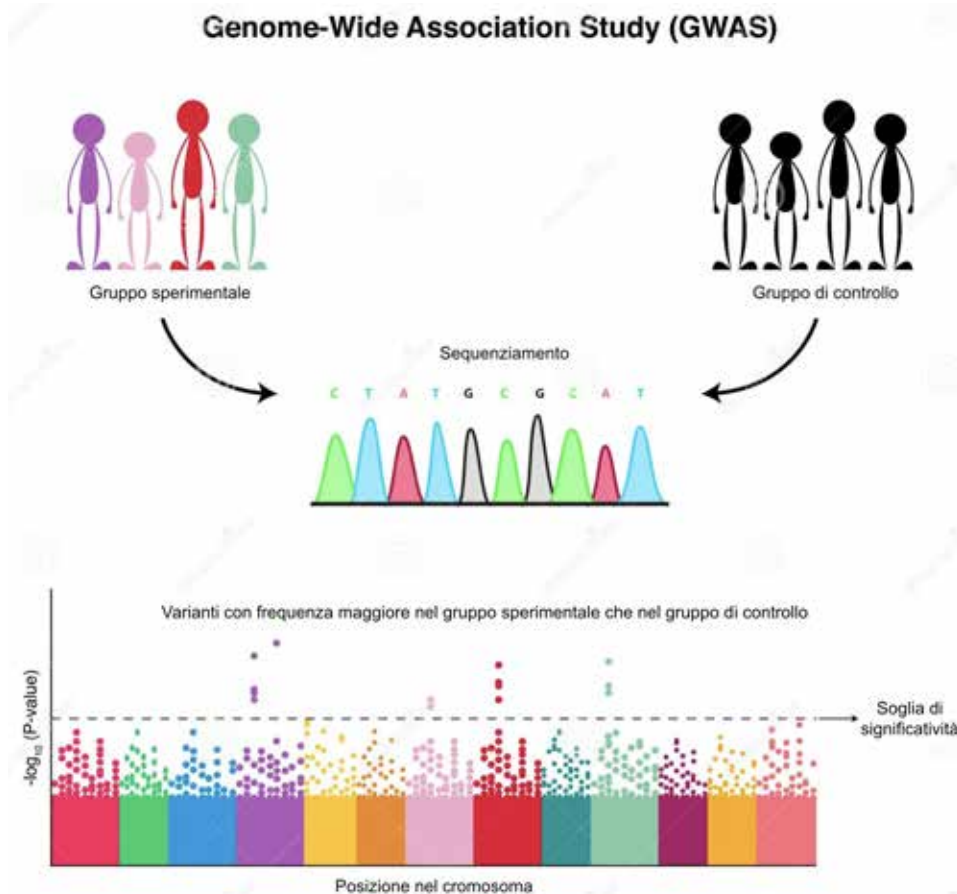 Genome-Wide Association Study (GWAS)
Gruppo sperimentale
Gruppo di controllo
Sequenziamento
C T A T G C G C A T
Varianti con frequenza maggiore nel gruppo sperimentale che nel gruppo di controllo
-log₁₀ (P-value)
Soglia di
significatività
Posizione nel cromosoma